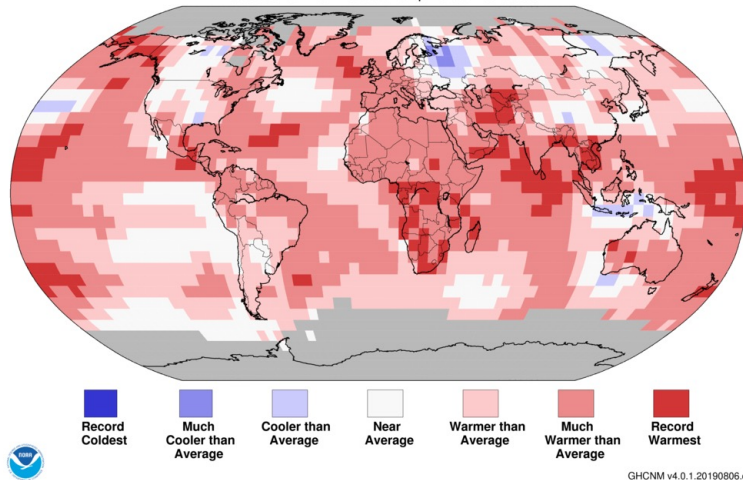 Record
Coldest
Much
Cooler than
Average
Cooler than
Average
Near
Average
Warmer than
Average
Much
Warmer than
Average
Record
Warmest
NOAA
GHCNM v4.0.1.20190806.